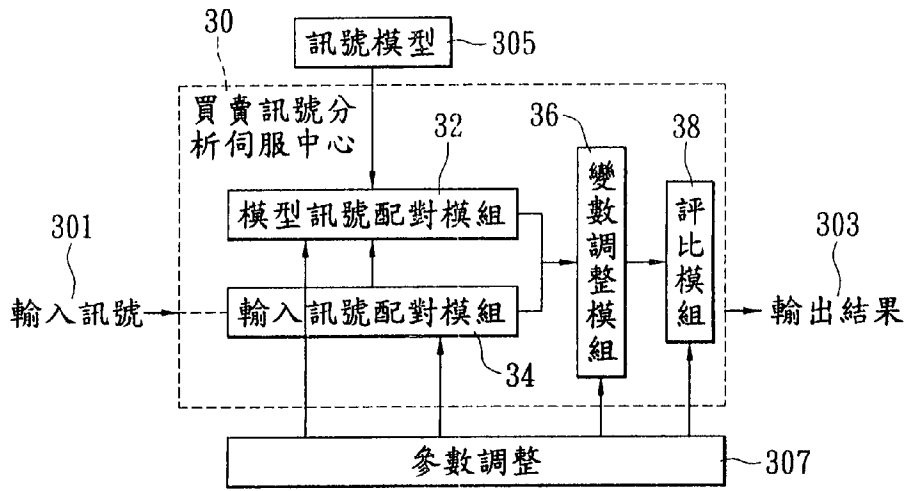 30
訊號模型
305
買賣訊號分
析伺服中心
32
36
38
模型訊號配對模組
變數調整模組
評比模組
301
303
輸入訊號
輸入訊號配對模組
輸出結果
34
參數調整
307